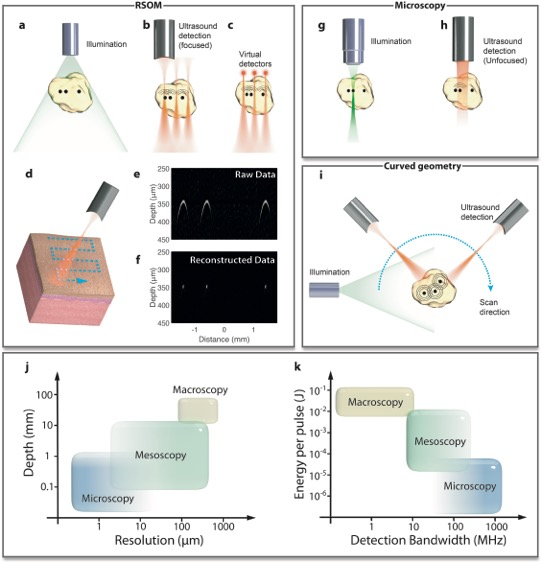 RSOM
a
Illumination
b
Ultrasound
detection
(focused)
c
Virtual
detectors
d
e
Raw Data
250
350
450
Depth (μm)
f
Reconstructed Data
250
350
450
Depth (μm)
-1 0 1
Distance (mm)
Microscopy
g
Illumination
h
Ultrasound
detection
(Unfocused)
Curved geometry
i
Ultrasound
detection
Illumination
Scan
direction
j
Macroscopy
Mesoscopy
Microscopy
100
10
1
0.1
Depth (mm)
1 10 100 1000
Resolution (μm)
k
Macroscopy
Mesoscopy
Microscopy
10-1
10-2
10-3
10-4
10-5
10-6
Energy per pulse (J)
1 10 100 1000
Detection Bandwidth (MHz)